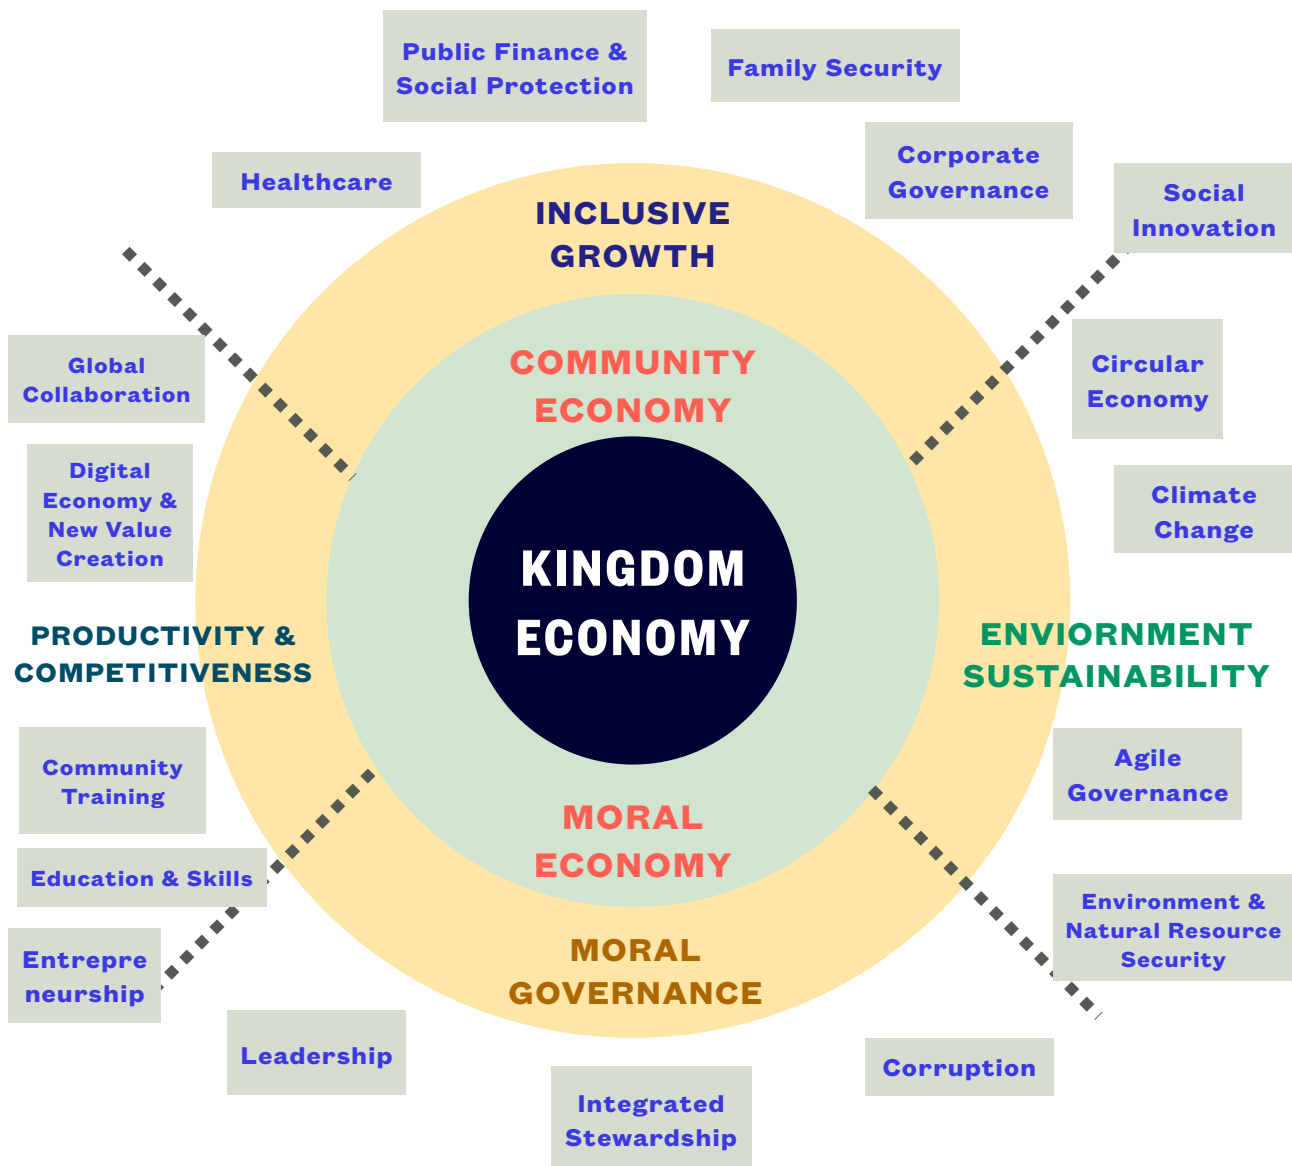 Public Finance &
Social Protection
Family Security
Corporate
Governance
Healthcare
Social
Innovation
INCLUSIVE
GROWTH
Global
Collaboration
COMMUNITY
ECONOMY
Circular
Economy
Digital
Economy &
New Value
Creation
Climate
Change
KINGDOM
ECONOMY
PRODUCTIVITY &
COMPETITIVENESS
ENVIORNMENT
SUSTAINABILITY
Community
Training
Agile
Governance
MORAL
ECONOMY
Education & Skills
Environment &
Natural Resource
Security
Entrepre
neurship
MORAL
GOVERNANCE
Leadership
Corruption
Integrated
Stewardship